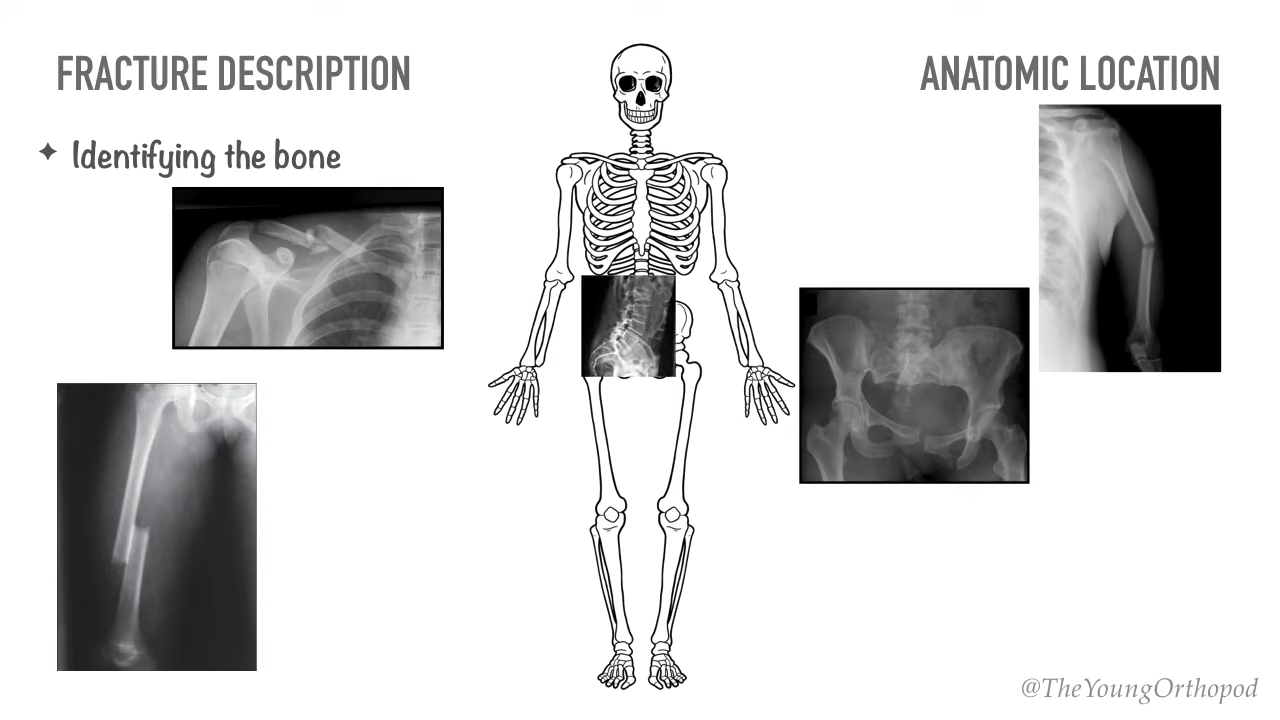 FRACTURE DESCRIPTION
ANATOMIC LOCATION
Identifying the bone
@TheYoungOrthopod